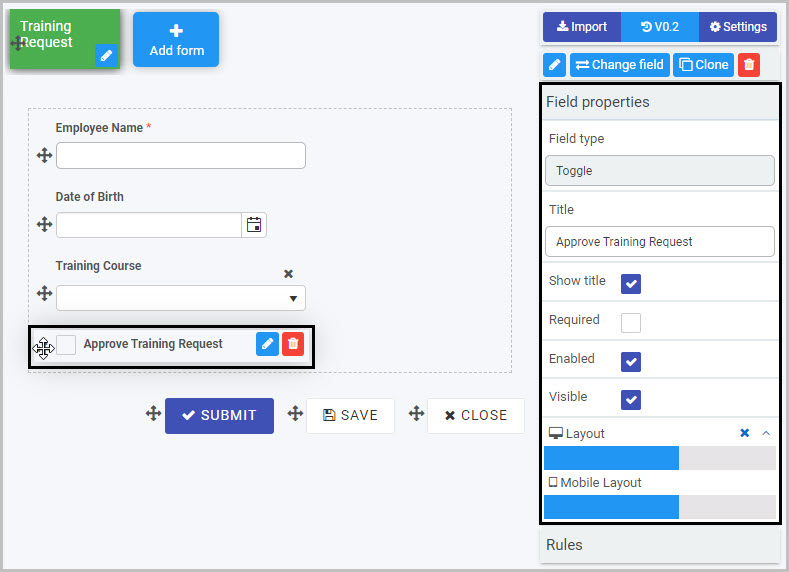 Training
Request
Add form
Import
V0.2
Settings
Change field
Clone
Employee Name *
Date of Birth
Training Course
Approve Training Request
SUBMIT
SAVE
CLOSE
Field properties
Field type
Toggle
Title
Approve Training Request
Show title
Required
Enabled
Visible
Layout
Mobile Layout
Rules